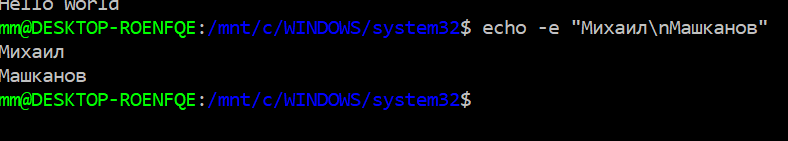 Hello World
mm@DESKTOP-ROENFQE:/mnt/c/WINDOWS/system32$ echo -e "Михаил\nМашканов"
Михаил
Машканов
mm@DESKTOP-ROENFQE:/mnt/c/WINDOWS/system32$